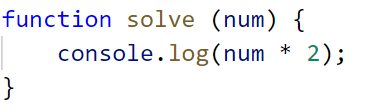 function solve (num) {
    console.log(num * 2);
}